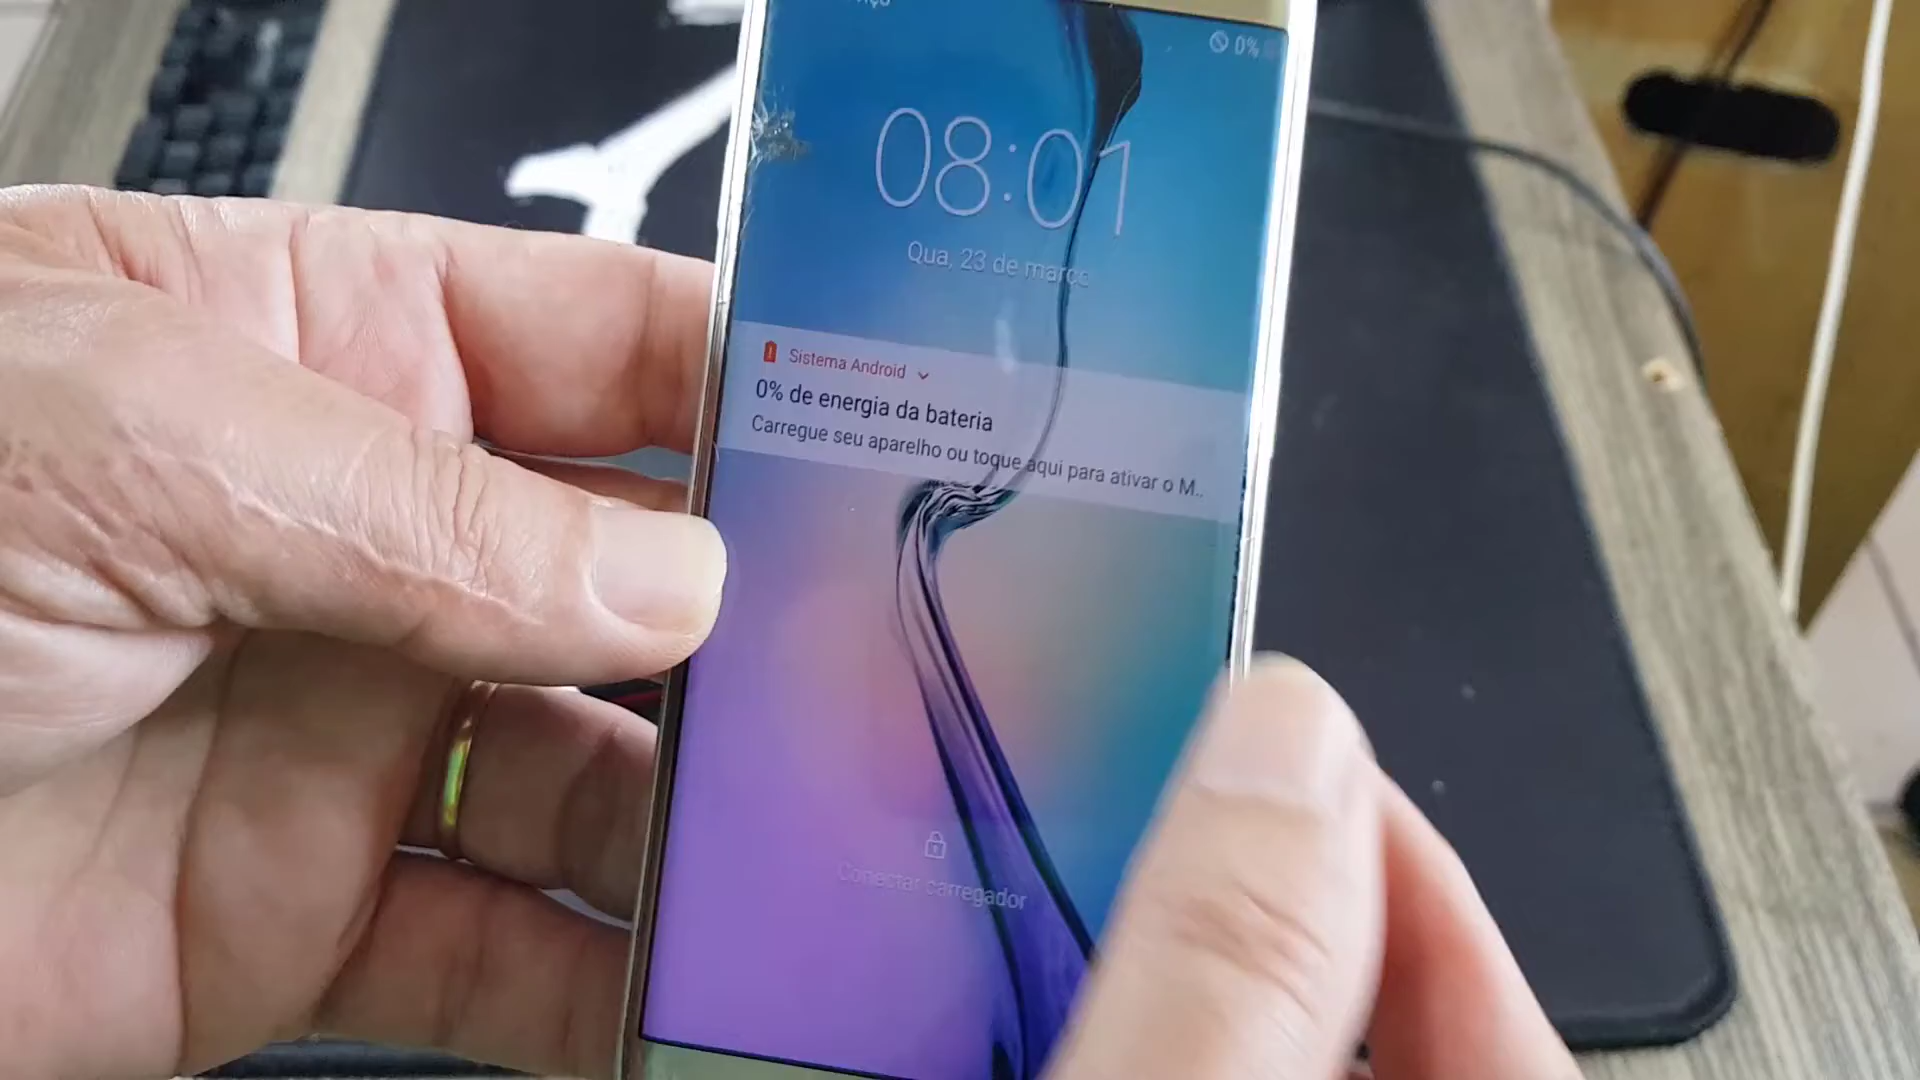 0%
08:01
Qua, 23 de março
Sistema Android
0% de energia da bateria
Carregue seu aparelho ou toque aqui para ativar o M..
Conectar carregador